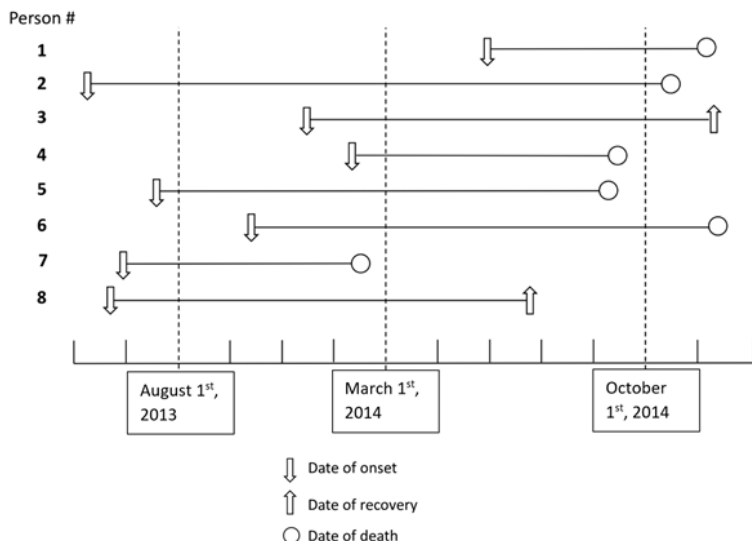 Person #
1
2
3
4
5
6
7
8
August 1st,
2013
March 1st,
2014
October
1st, 2014
Date of onset
Date of recovery
Date of death